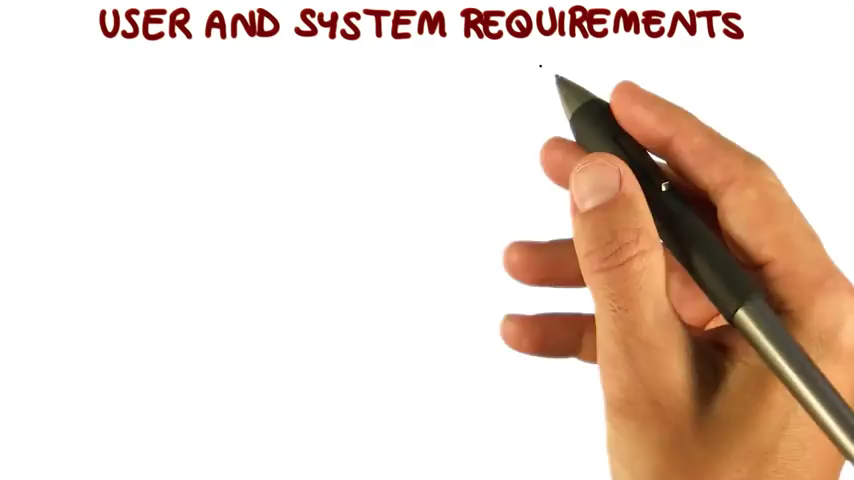 USER AND SYSTEM REQUIREMENTS